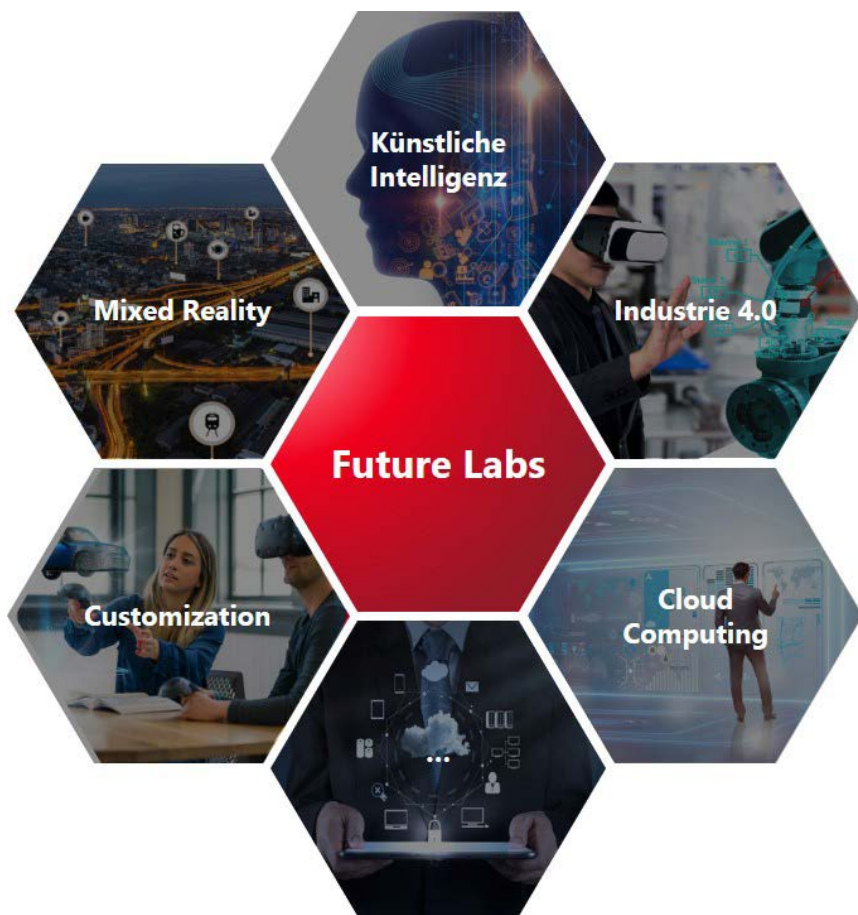 Künstliche
Intelligenz
Mixed Reality
Industrie 4.0
Future Labs
Customization
Cloud
Computing
...